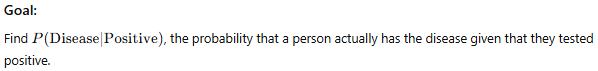 Goal:
Find P(Disease|Positive), the probability that a person actually has the disease given that they tested
positive.